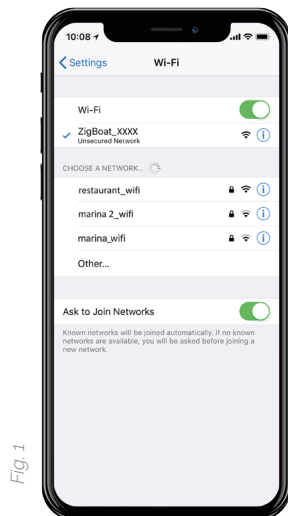 10:08
Settings
Wi-Fi
Wi-Fi
ZigBoat_XXXX
Unsecured Network
CHOOSE A NETWORK...
restaurant_wifi
marina 2_wifi
marina_wifi
Other...
Ask to Join Networks
Known networks will be joined automatically. If no known
networks are available, you will be asked before joining a
new network.
Fig. 1